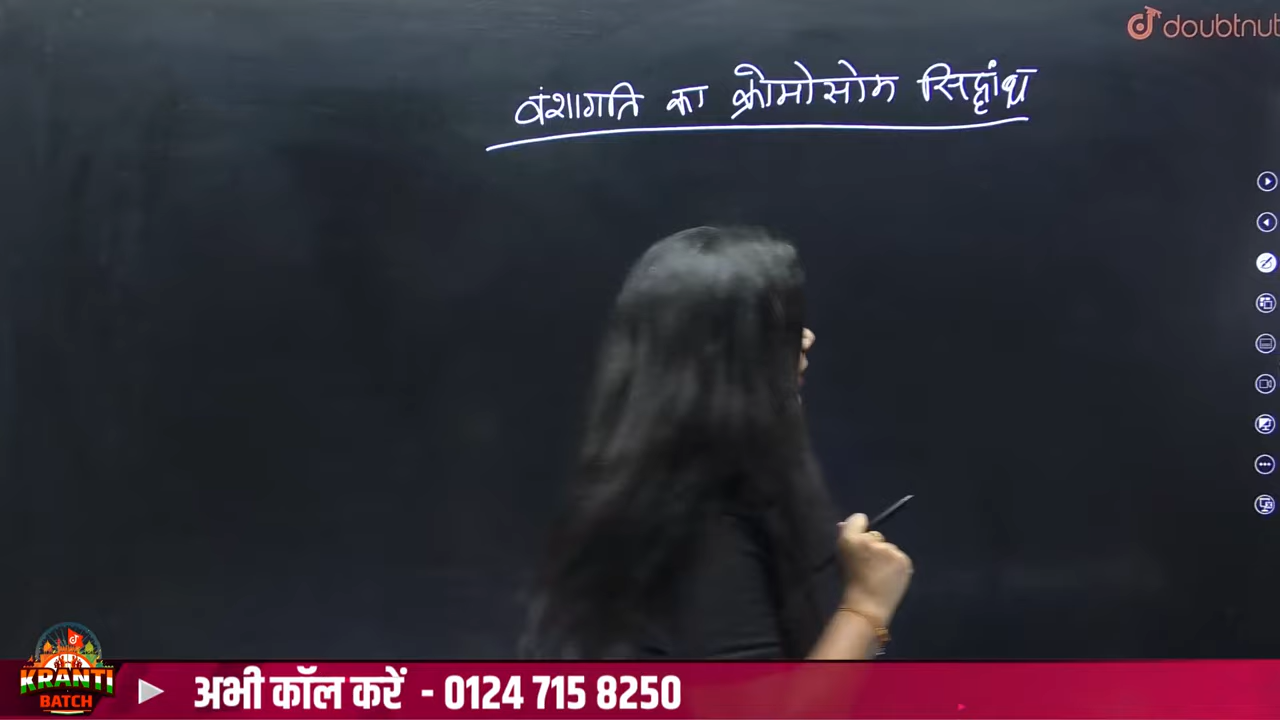 doubtnut
वंशागति का क्रोमोसोम सिद्धांथ
KRANTI
BATCH
अभी कॉल करें - 0124 715 8250